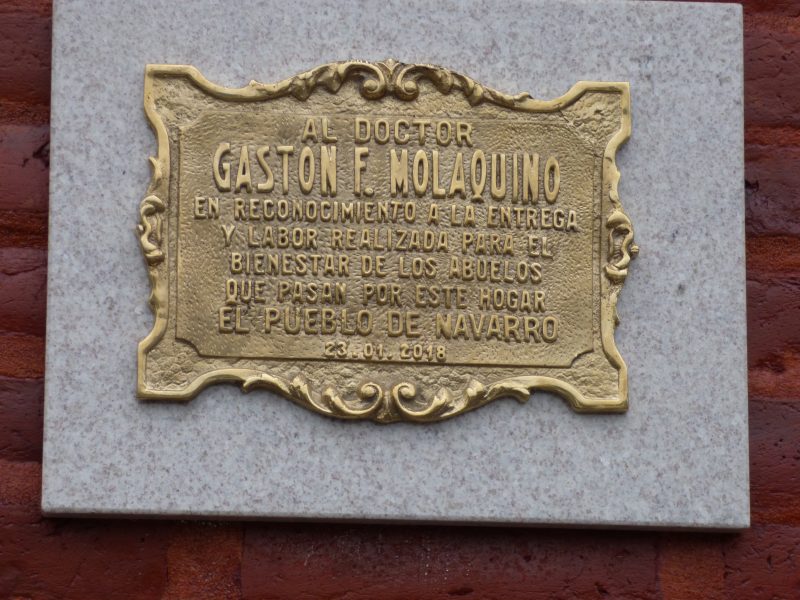 AL DOCTOR
GASTON F. MOLAQUINO
EN RECONOCIMIENTO A LA ENTREGA
Y LABOR REALIZADA PARA EL
BIENESTAR DE LOS ABUELOS
QUE PASAN POR ESTE HOGAR
EL PUEBLO DE NAVARRO
23.01.2018